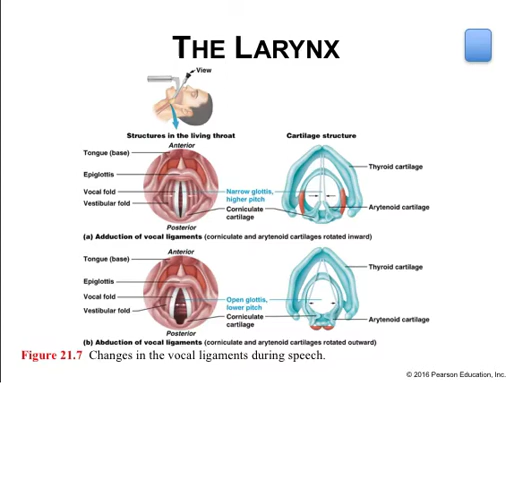 THE LARYNX
View
Structures in the living throat
Cartilage structure
Anterior
Tongue (base)
Epiglottis
Vocal fold
Vestibular fold
Narrow glottis,
higher pitch
Corniculate
cartilage
Thyroid cartilage
Arytenoid cartilage
Posterior
(a) Adduction of vocal ligaments (corniculate and arytenoid cartilages rotated inward)
Anterior
Tongue (base)
Epiglottis
Vocal fold
Vestibular fold
Open glottis,
lower pitch
Corniculate
cartilage
Thyroid cartilage
Arytenoid cartilage
Posterior
(b) Abduction of vocal ligaments (corniculate and arytenoid cartilages rotated outward)
Figure 21.7 Changes in the vocal ligaments during speech.
© 2016 Pearson Education, Inc.